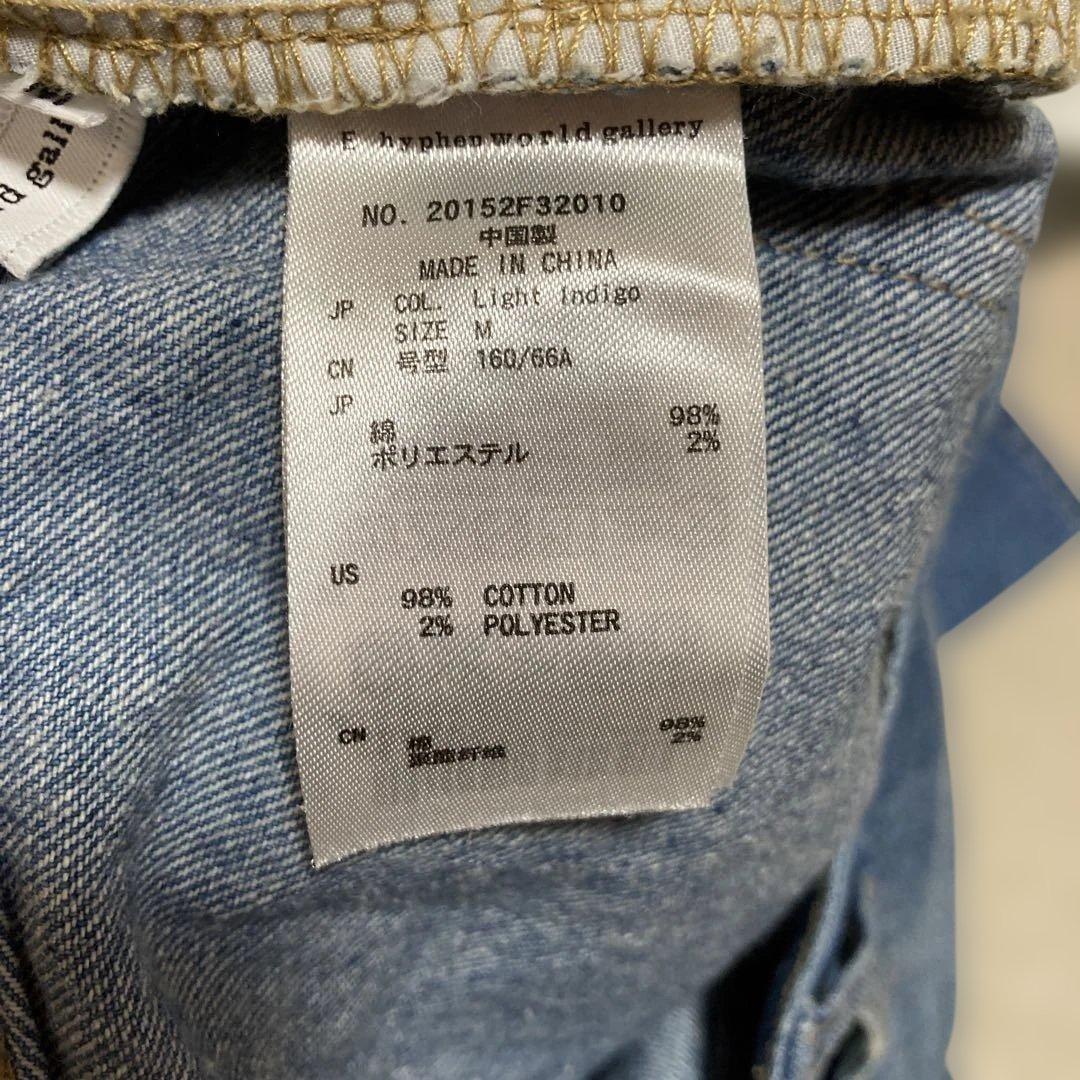 E hyphen world gallery
NO. 20152F32010
中国製
MADE IN CHINA
JP COL. Light Indigo
SIZE M
CN 号型 160/66A
JP
綿 98%
ポリエステル 2%
US
98% COTTON
2% POLYESTER
CN 棉 98%
2%
gall